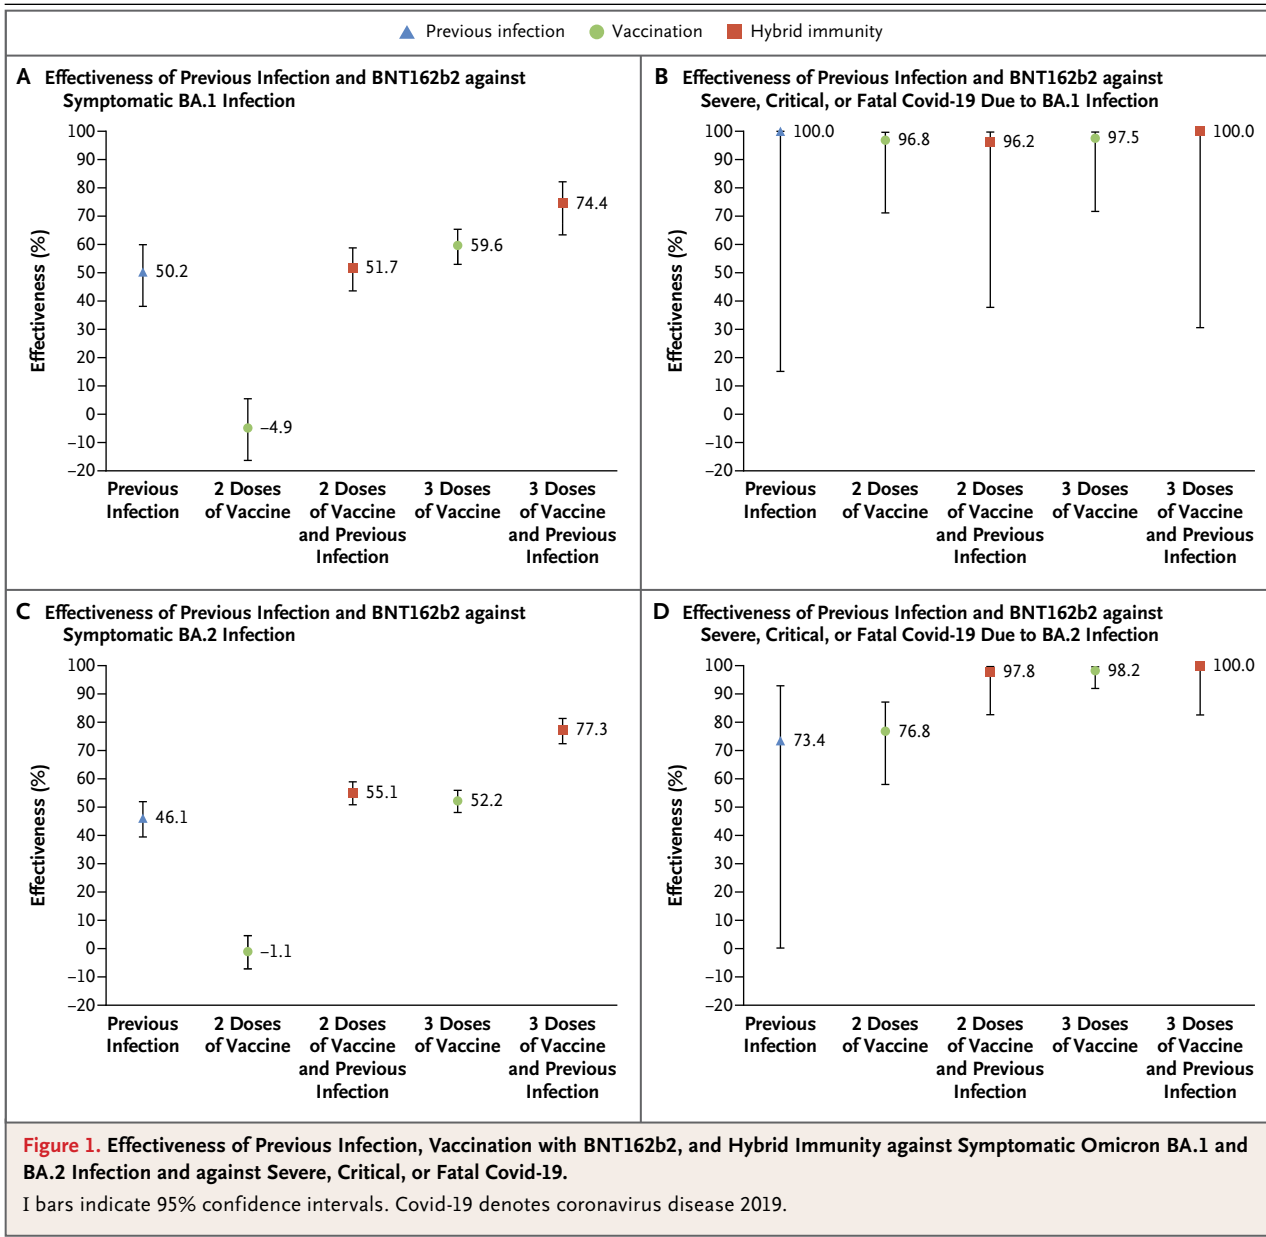 Previous infection Vaccination Hybrid immunity
A Effectiveness of Previous Infection and BNT162b2 against
Symptomatic BA.1 Infection
Effectiveness (%)
100
90
80
70
60
50
40
30
20
10
0
–10
–20
50.2
–4.9
51.7
59.6
74.4
Previous 2 Doses 2 Doses 3 Doses 3 Doses
Infection of Vaccine of Vaccine of Vaccine of Vaccine
and Previous and Previous
Infection Infection
B Effectiveness of Previous Infection and BNT162b2 against
Severe, Critical, or Fatal Covid-19 Due to BA.1 Infection
Effectiveness (%)
100
90
80
70
60
50
40
30
20
10
0
–10
–20
100.0
96.8
96.2
97.5
100.0
Previous 2 Doses 2 Doses 3 Doses 3 Doses
Infection of Vaccine of Vaccine of Vaccine of Vaccine
and Previous and Previous
Infection Infection
C Effectiveness of Previous Infection and BNT162b2 against
Symptomatic BA.2 Infection
Effectiveness (%)
100
90
80
70
60
50
40
30
20
10
0
–10
–20
46.1
–1.1
55.1
52.2
77.3
Previous 2 Doses 2 Doses 3 Doses 3 Doses
Infection of Vaccine of Vaccine of Vaccine of Vaccine
and Previous and Previous
Infection Infection
D Effectiveness of Previous Infection and BNT162b2 against
Severe, Critical, or Fatal Covid-19 Due to BA.2 Infection
Effectiveness (%)
100
90
80
70
60
50
40
30
20
10
0
–10
–20
73.4
76.8
97.8
98.2
100.0
Previous 2 Doses 2 Doses 3 Doses 3 Doses
Infection of Vaccine of Vaccine of Vaccine of Vaccine
and Previous and Previous
Infection Infection
Figure 1. Effectiveness of Previous Infection, Vaccination with BNT162b2, and Hybrid Immunity against Symptomatic Omicron BA.1 and
BA.2 Infection and against Severe, Critical, or Fatal Covid-19.
I bars indicate 95% confidence intervals. Covid-19 denotes coronavirus disease 2019.